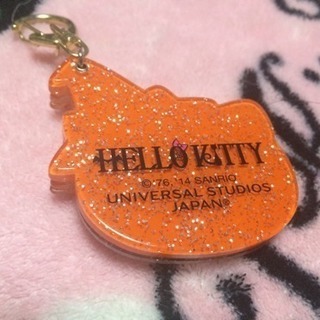 HELLO KITTY
©'76,'14 SANRIO
UNIVERSAL STUDIOS
JAPAN®